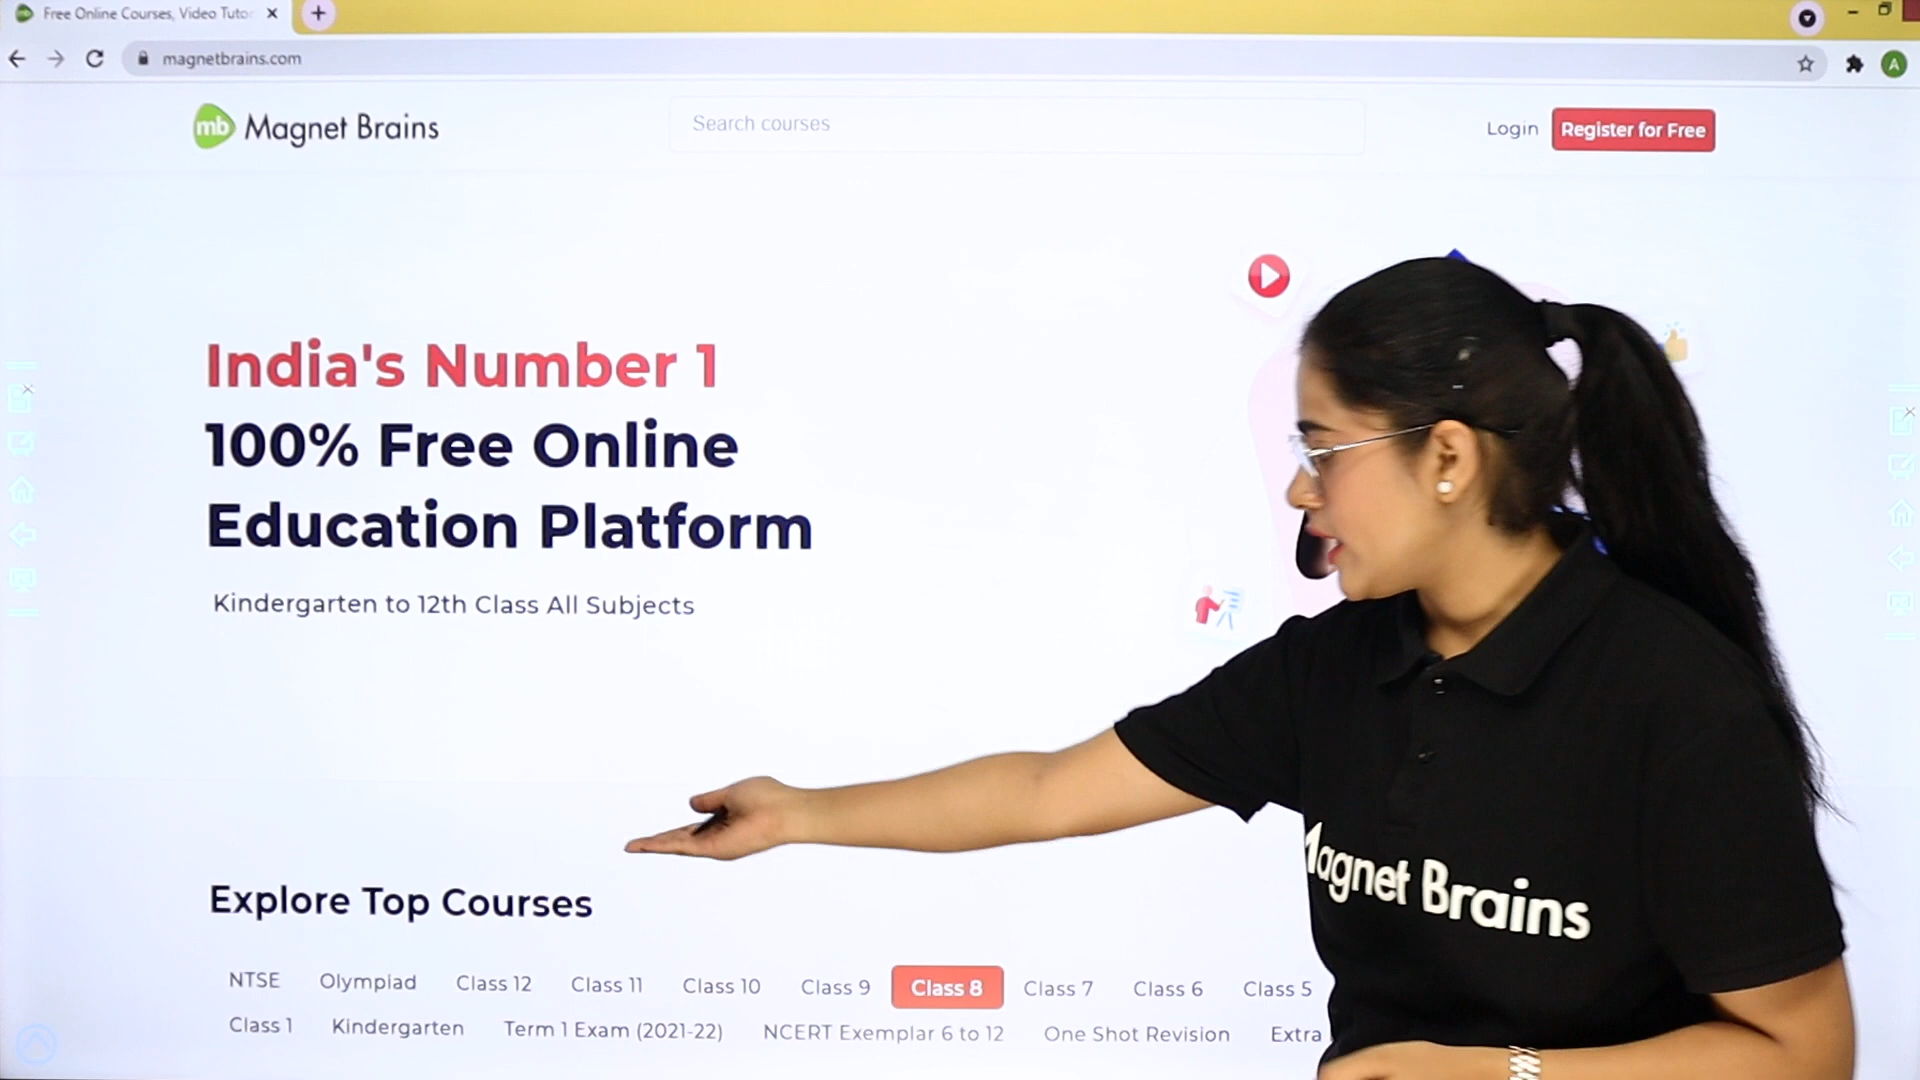 Free Online Courses, Video Tutor
magnetbrains.com
A
mb Magnet Brains
Search courses
Login
Register for Free
India's Number 1
100% Free Online
Education Platform
Kindergarten to 12th Class All Subjects
Magnet Brains
Explore Top Courses
NTSE Olympiad Class 12 Class 11 Class 10 Class 9 Class 8 Class 7 Class 6 Class 5
Class 1 Kindergarten Term 1 Exam (2021-22) NCERT Exemplar 6 to 12 One Shot Revision Extra